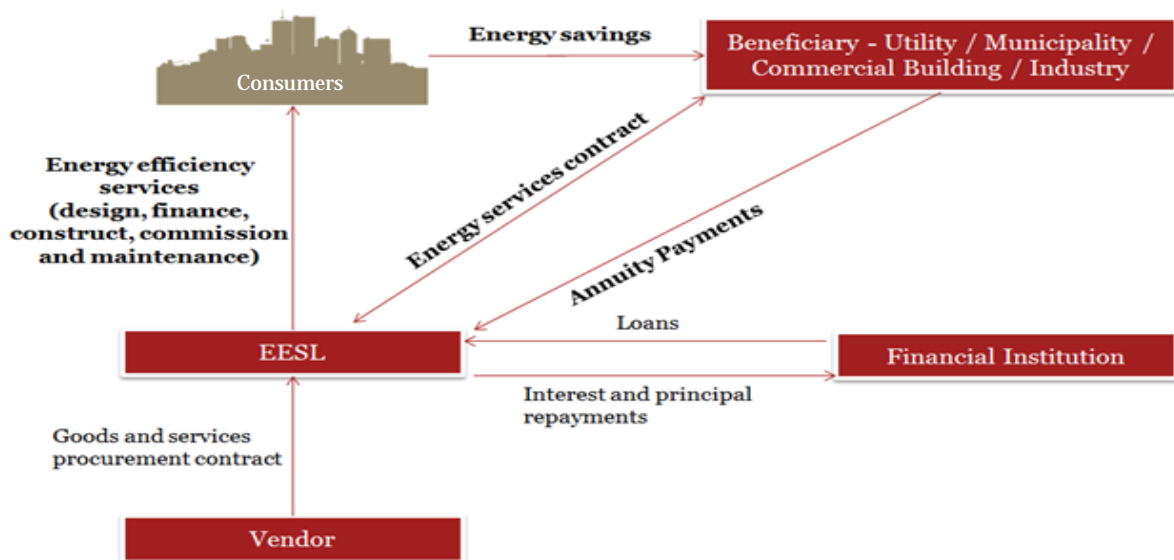 Energy savings
Beneficiary - Utility / Municipality /
Commercial Building / Industry
Consumers
Energy efficiency
services
(design, finance,
construct, commission
and maintenance)
Energy services contract
Annuity Payments
Loans
EESL
Financial Institution
Interest and principal
repayments
Goods and services
procurement contract
Vendor